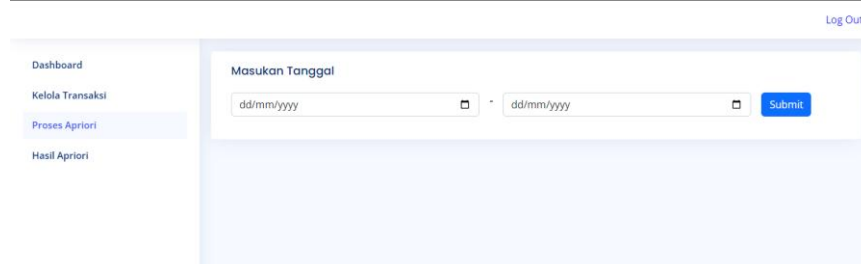 Log Out
Dashboard
Kelola Transaksi
Proses Apriori
Hasil Apriori
Masukan Tanggal
dd/mm/yyyy - dd/mm/yyyy Submit